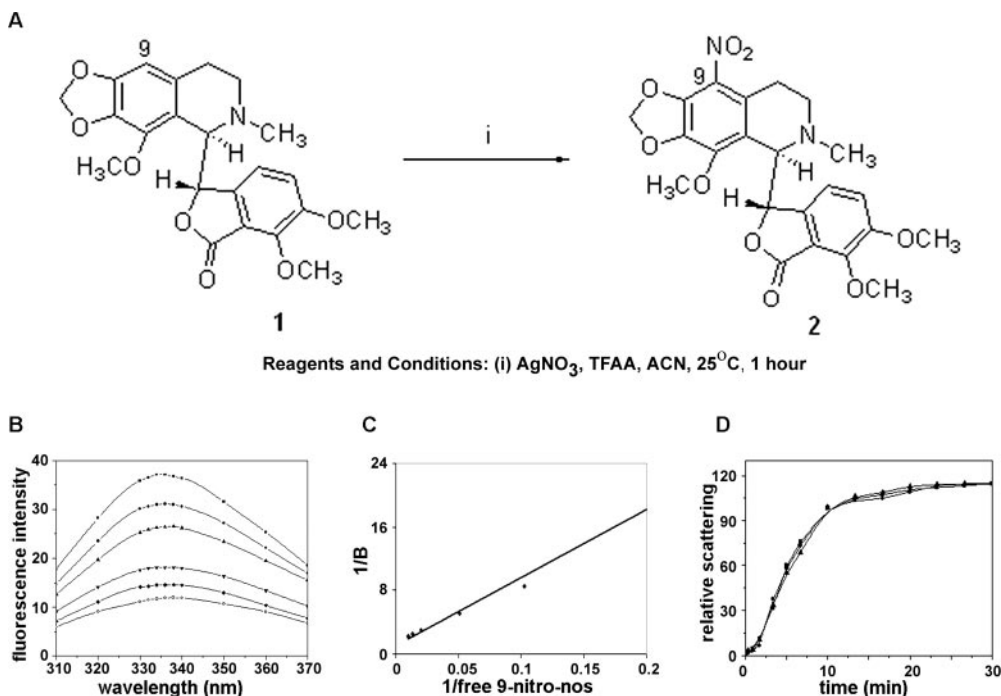 A
9
O
O
N
CH₃
H₃C
O
H
H
O
O
OCH₃
OCH₃
1
i
NO₂
9
O
O
N
CH₃
H₃C
O
H
H
O
O
OCH₃
OCH₃
2
Reagents and Conditions: (i) AgNO₃, TFAA, ACN, 25°C, 1 hour
B
fluorescence intensity
40
30
20
10
0
310 320 330 340 350 360 370
wavelength (nm)
C
1/B
24
16
8
0
0 0.05 0.1 0.15 0.2
1/free 9-nitro-nos
D
relative scattering
120
90
60
30
0
0 10 20 30
time (min)